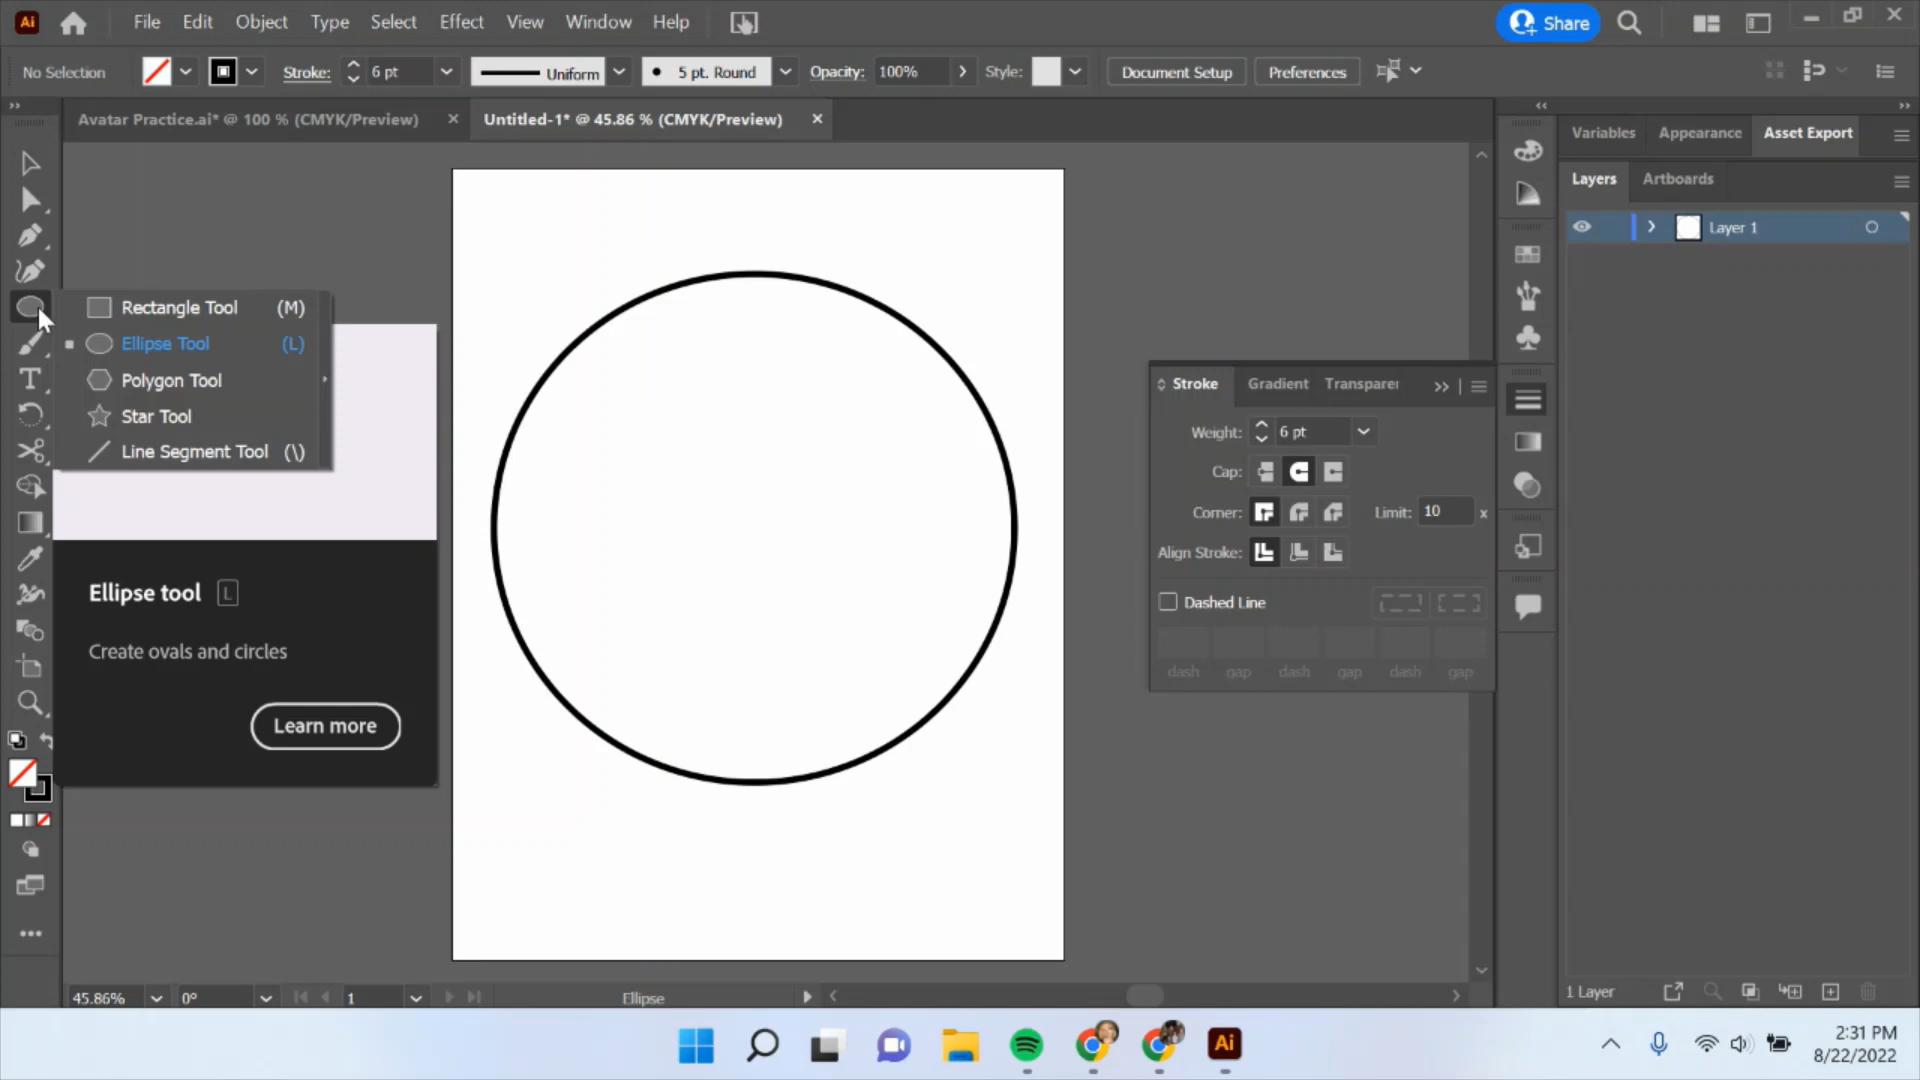 Ai File Edit Object Type Select Effect View Window Help Share
No Selection Stroke: 6 pt Uniform 5 pt. Round Opacity: 100% Style: Document Setup Preferences
Avatar Practice.ai* @ 100 % (CMYK/Preview) Untitled-1* @ 45.86 % (CMYK/Preview)
Variables Appearance Asset Export
Layers Artboards
Layer 1
Rectangle Tool (M)
Ellipse Tool (L)
Polygon Tool
Star Tool
Line Segment Tool (\)
Ellipse tool L
Create ovals and circles
Learn more
Stroke Gradient Transparen
Weight: 6 pt
Cap:
Corner: Limit: 10 x
Align Stroke:
Dashed Line
dash gap dash gap dash gap
45.86% 0° 1 Ellipse
1 Layer
Ai
2:31 PM
8/22/2022